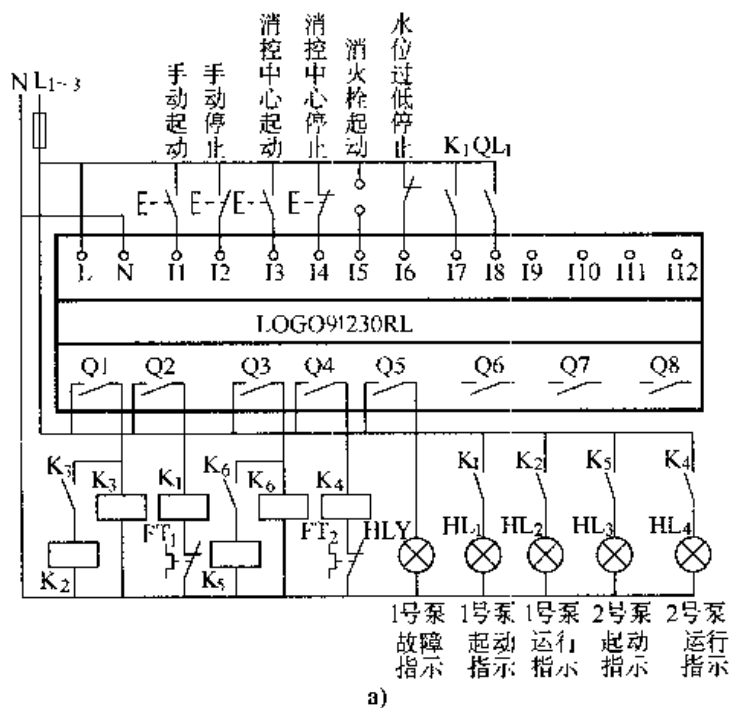 N L1~3
手动起动
手动停止
消控中心起动
消控中心停止
消火栓起动
水位过低停止
K1 QL1
L N I1 I2 I3 I4 I5 I6 I7 I8 I9 I10 I11 I12
LOGO91230RL
Q1 Q2 Q3 Q4 Q5 Q6 Q7 Q8
K3 K3 K1 K6 K6 K4 K1 K2 K5 K4
FT1 FT2 HLY HL1 HL2 HL3 HL4
K2 K5
1号泵故障指示
1号泵起动指示
1号泵运行指示
2号泵起动指示
2号泵运行指示
a)